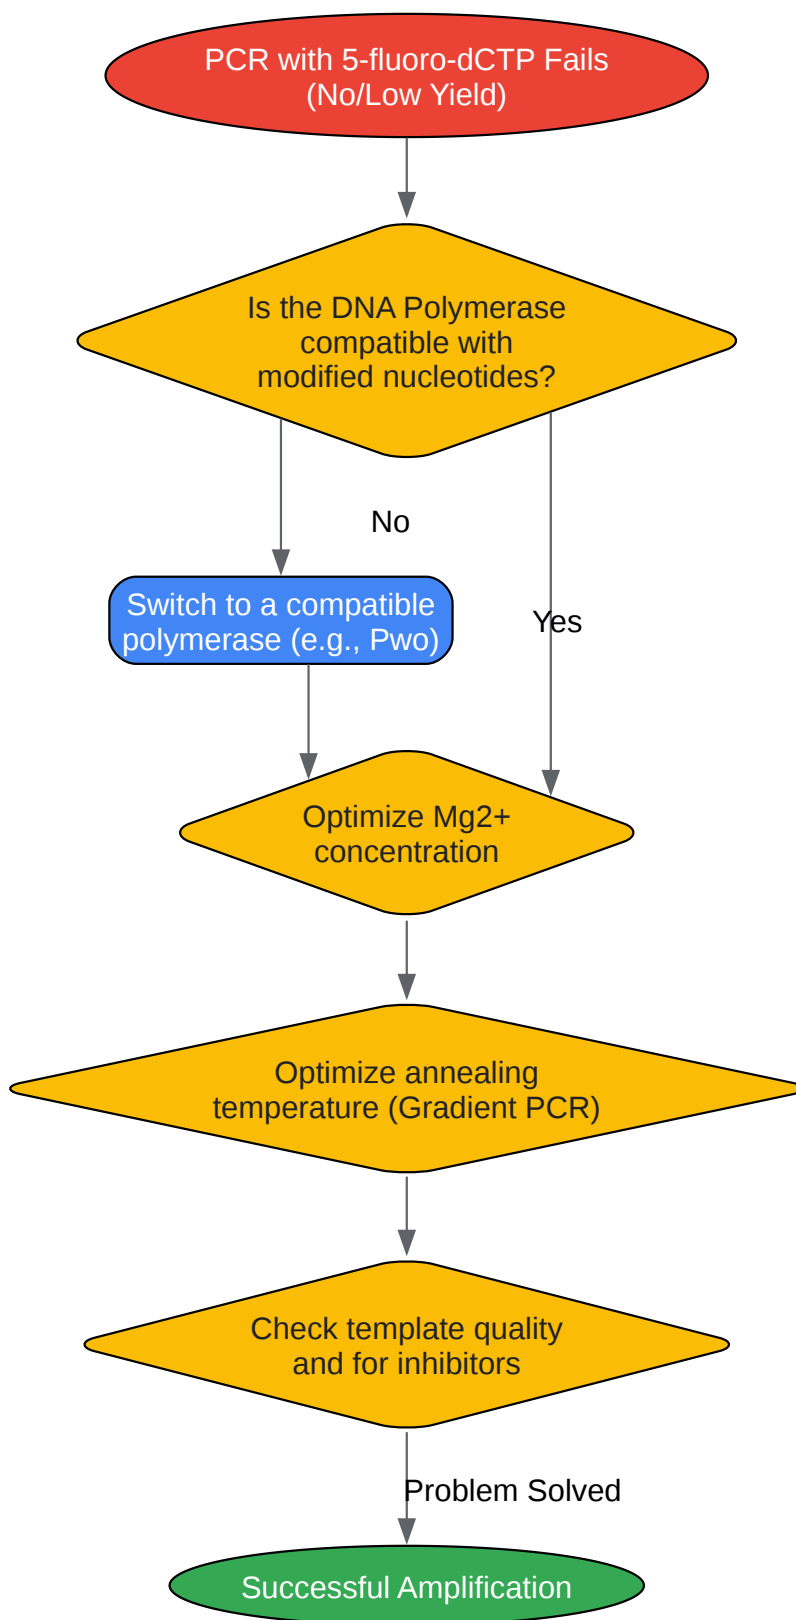 PCR with 5-fluoro-dCTP Fails
(No/Low Yield)
Is the DNA Polymerase
compatible with
modified nucleotides?
No
Switch to a compatible
polymerase (e.g., Pwo)
Yes
Optimize Mg2+
concentration
Optimize annealing
temperature (Gradient PCR)
Check template quality
and for inhibitors
Problem Solved
Successful Amplification